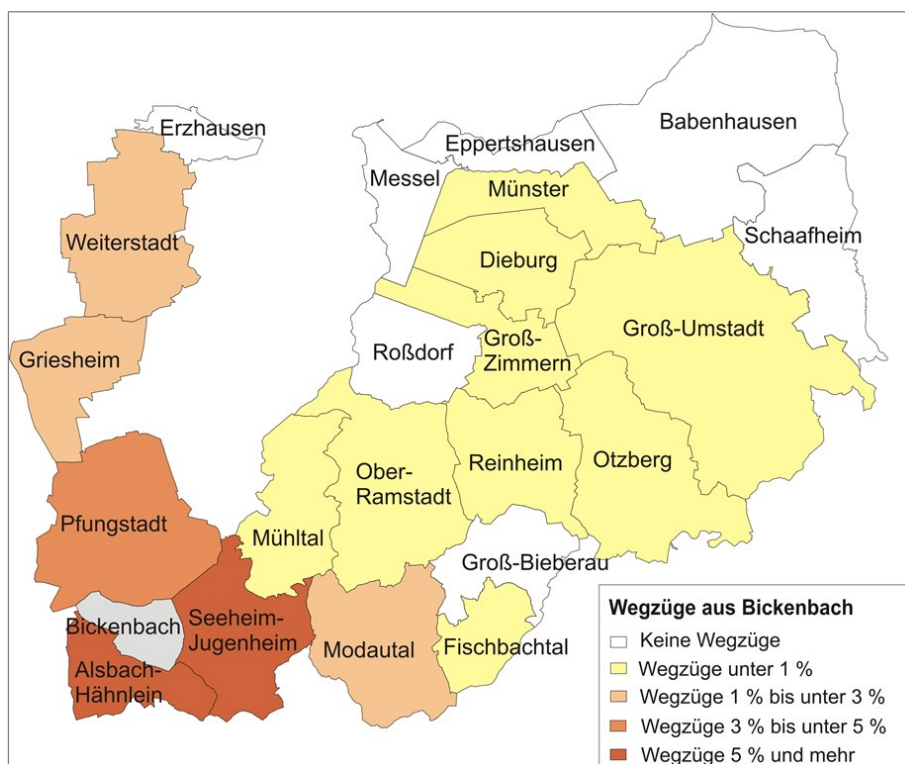 Erzhausen
Babenhausen
Eppertshausen
Messel
Münster
Schaafheim
Weiterstadt
Dieburg
Groß-Umstadt
Griesheim
Roßdorf
Groß-
Zimmern
Ober-
Ramstadt
Reinheim
Otzberg
Pfungstadt
Mühltal
Groß-Bieberau
Bickenbach
Seeheim-
Jugenheim
Modautal
Fischbachtal
Alsbach-
Hähnlein
Wegzüge aus Bickenbach
Keine Wegzüge
Wegzüge unter 1 %
Wegzüge 1 % bis unter 3 %
Wegzüge 3 % bis unter 5 %
Wegzüge 5 % und mehr